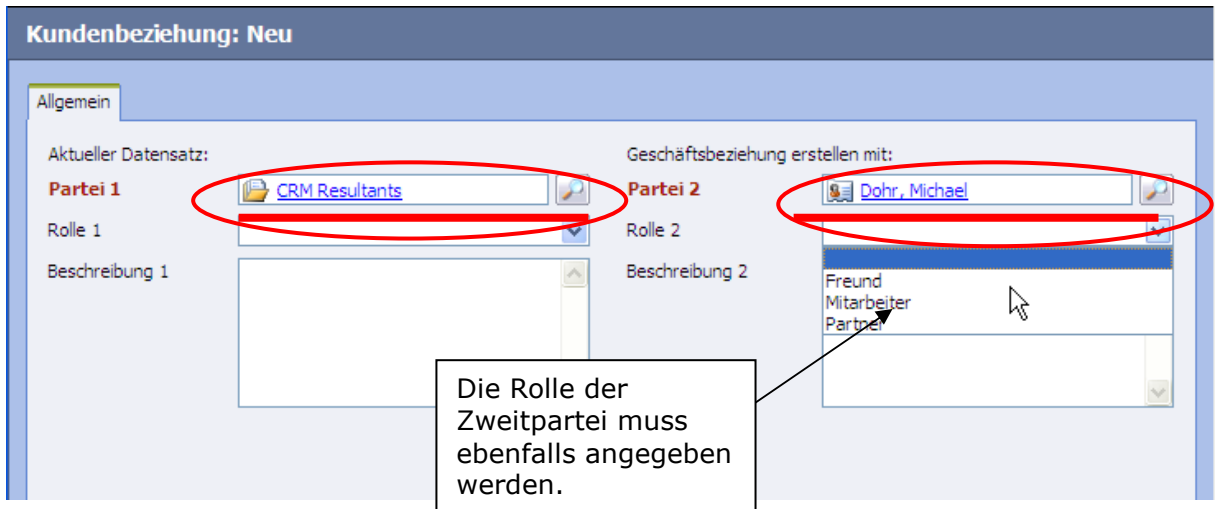 Kundenbeziehung: Neu
Allgemein
Aktueller Datensatz:
Geschäftsbeziehung erstellen mit:
Partei 1
CRM Resultants
Partei 2
Dohr, Michael
Rolle 1
Rolle 2
Beschreibung 1
Beschreibung 2
Freund
Mitarbeiter
Partner
Die Rolle der
Zweitpartei muss
ebenfalls angegeben
werden.